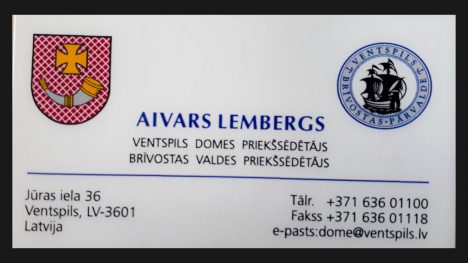 VENTSPILS
BRĪVOSTAS PĀRVALDE
AIVARS LEMBERGS
VENTSPILS DOMES PRIEKŠSĒDĒTĀJS
BRĪVOSTAS VALDES PRIEKŠSĒDĒTĀJS
Jūras iela 36
Ventspils, LV-3601
Latvija
Tālr. +371 636 01100
Fakss +371 636 01118
e-pasts:dome@ventspils.lv